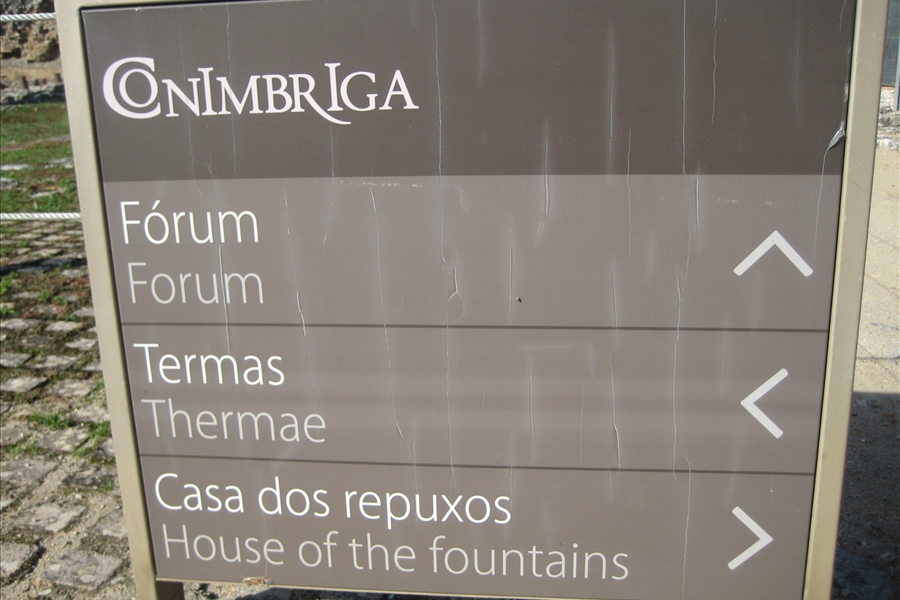 CONIMBRIGA
Fórum
Forum
Termas
Thermae
Casa dos repuxos
House of the fountains